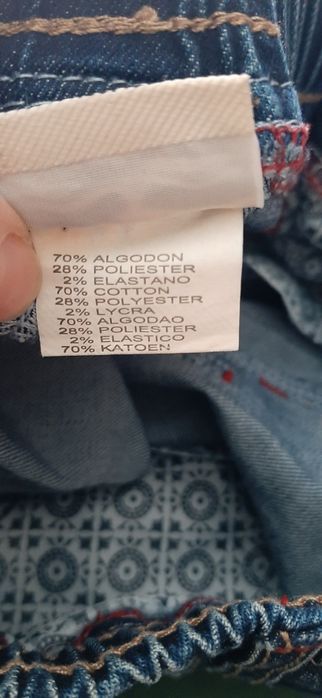 70% ALGODON
28% POLIESTER
2% ELASTANO
70% COTTON
28% POLYESTER
2% LYCRA
70% ALGODAO
28% POLIESTER
2% ELASTICO
70% KATOEN